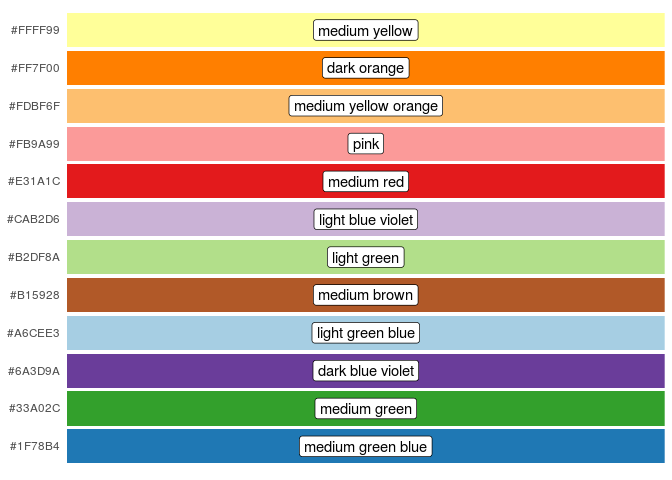 #FFFF99 medium yellow
#FF7F00 dark orange
#FDBF6F medium yellow orange
#FB9A99 pink
#E31A1C medium red
#CAB2D6 light blue violet
#B2DF8A light green
#B15928 medium brown
#A6CEE3 light green blue
#6A3D9A dark blue violet
#33A02C medium green
#1F78B4 medium green blue